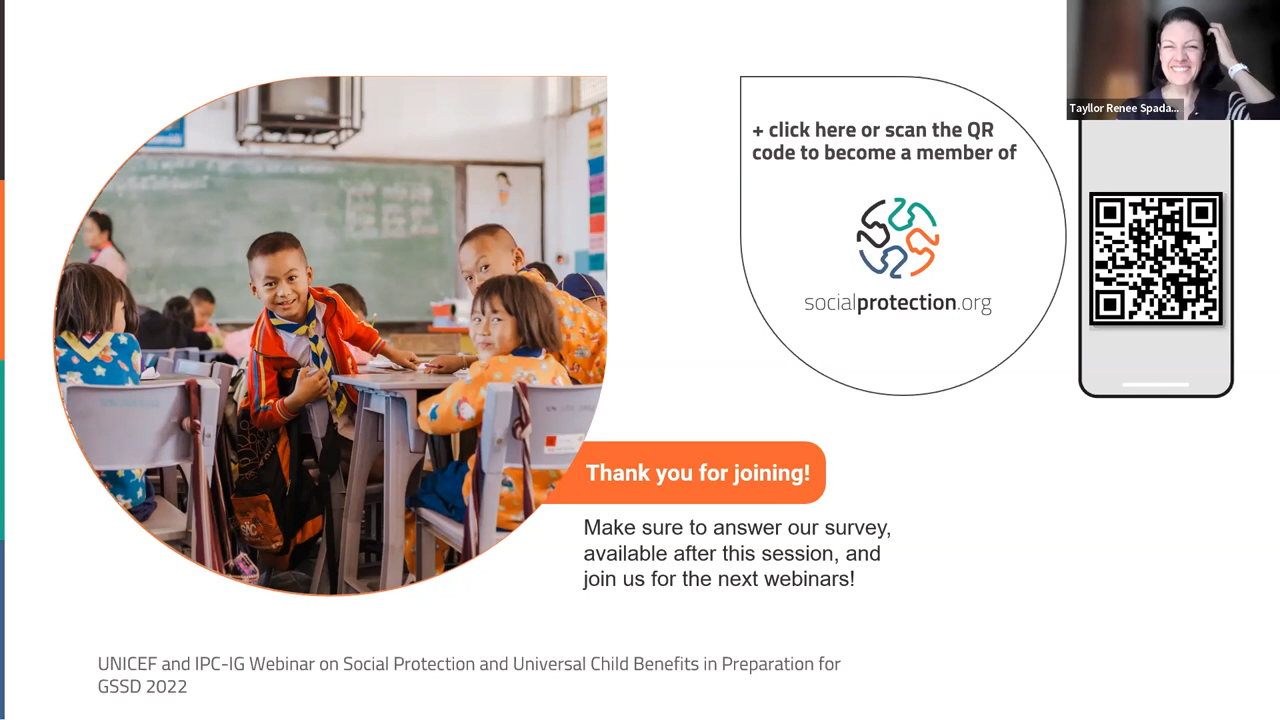 Tayllor Renee Spada...
+ click here or scan the QR
code to become a member of
socialprotection.org
Thank you for joining!
Make sure to answer our survey,
available after this session, and
join us for the next webinars!
UNICEF and IPC-IG Webinar on Social Protection and Universal Child Benefits in Preparation for
GSSD 2022